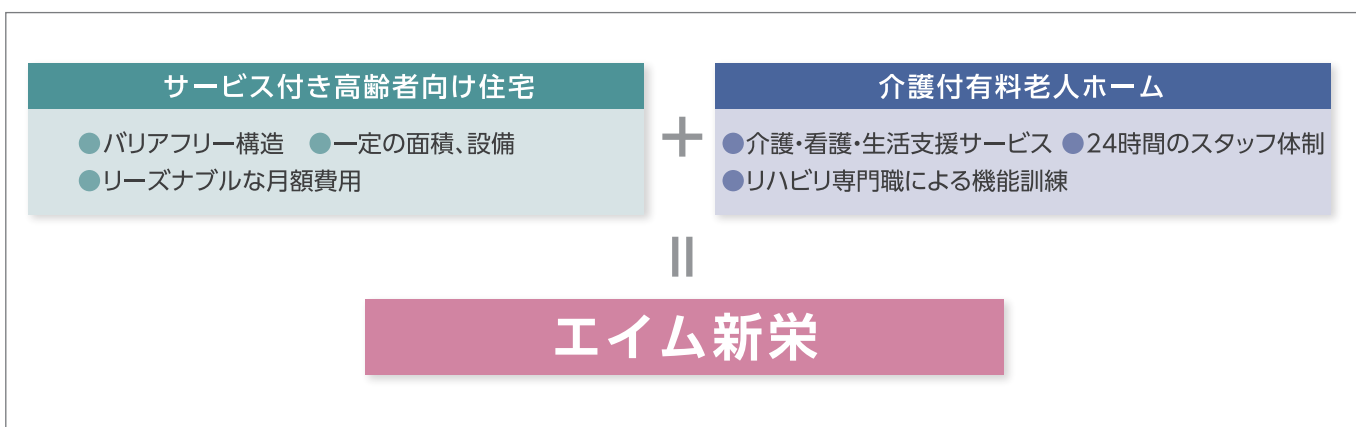 サービス付き高齢者向け住宅
●バリアフリー構造 ●一定の面積、設備
●リーズナブルな月額費用
＋
介護付有料老人ホーム
●介護・看護・生活支援サービス ●24時間のスタッフ体制
●リハビリ専門職による機能訓練
＝
エイム新栄